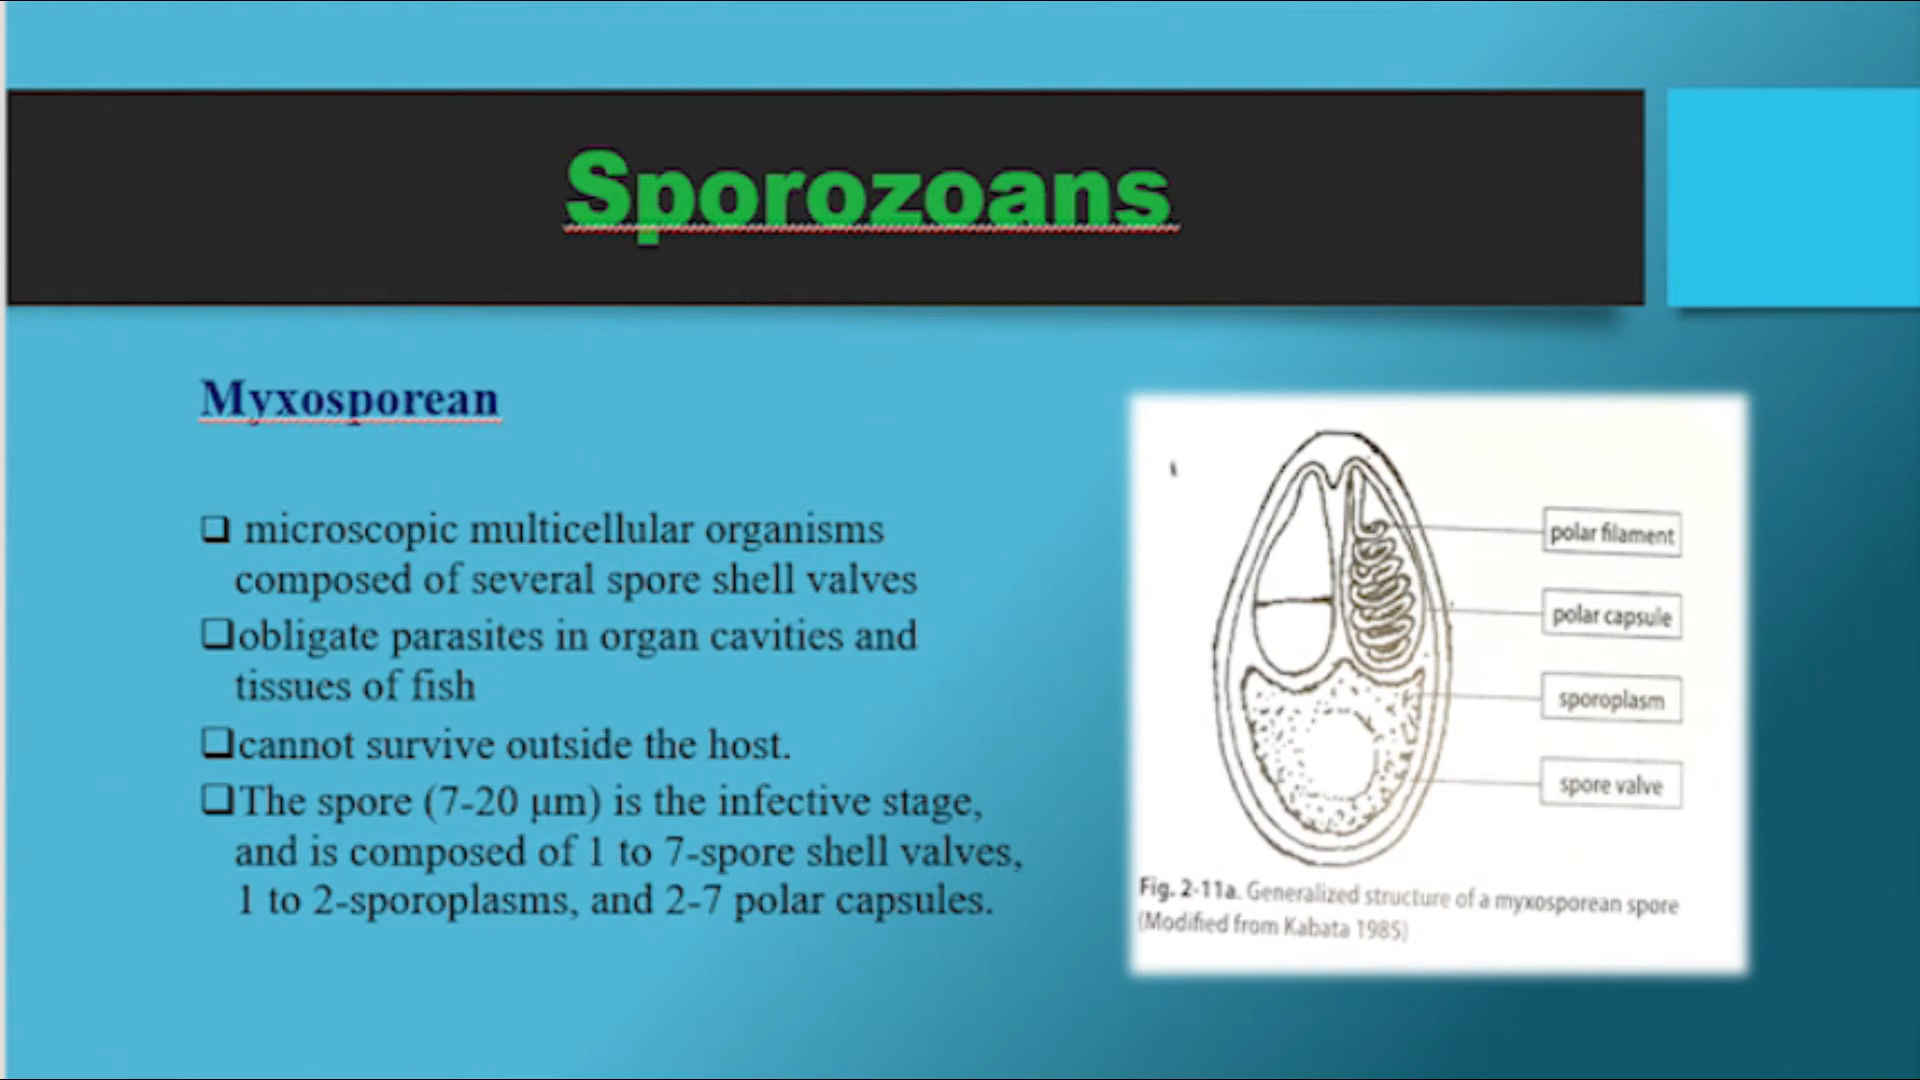 Sporozoans
Myxosporean
❑ microscopic multicellular organisms
composed of several spore shell valves
❑obligate parasites in organ cavities and
tissues of fish
❑cannot survive outside the host.
❑The spore (7-20 µm) is the infective stage,
and is composed of 1 to 7-spore shell valves,
1 to 2-sporoplasms, and 2-7 polar capsules.
polar filament
polar capsule
sporoplasm
spore valve
Fig. 2-11a. Generalized structure of a myxosporean spore
(Modified from Kabata 1985)